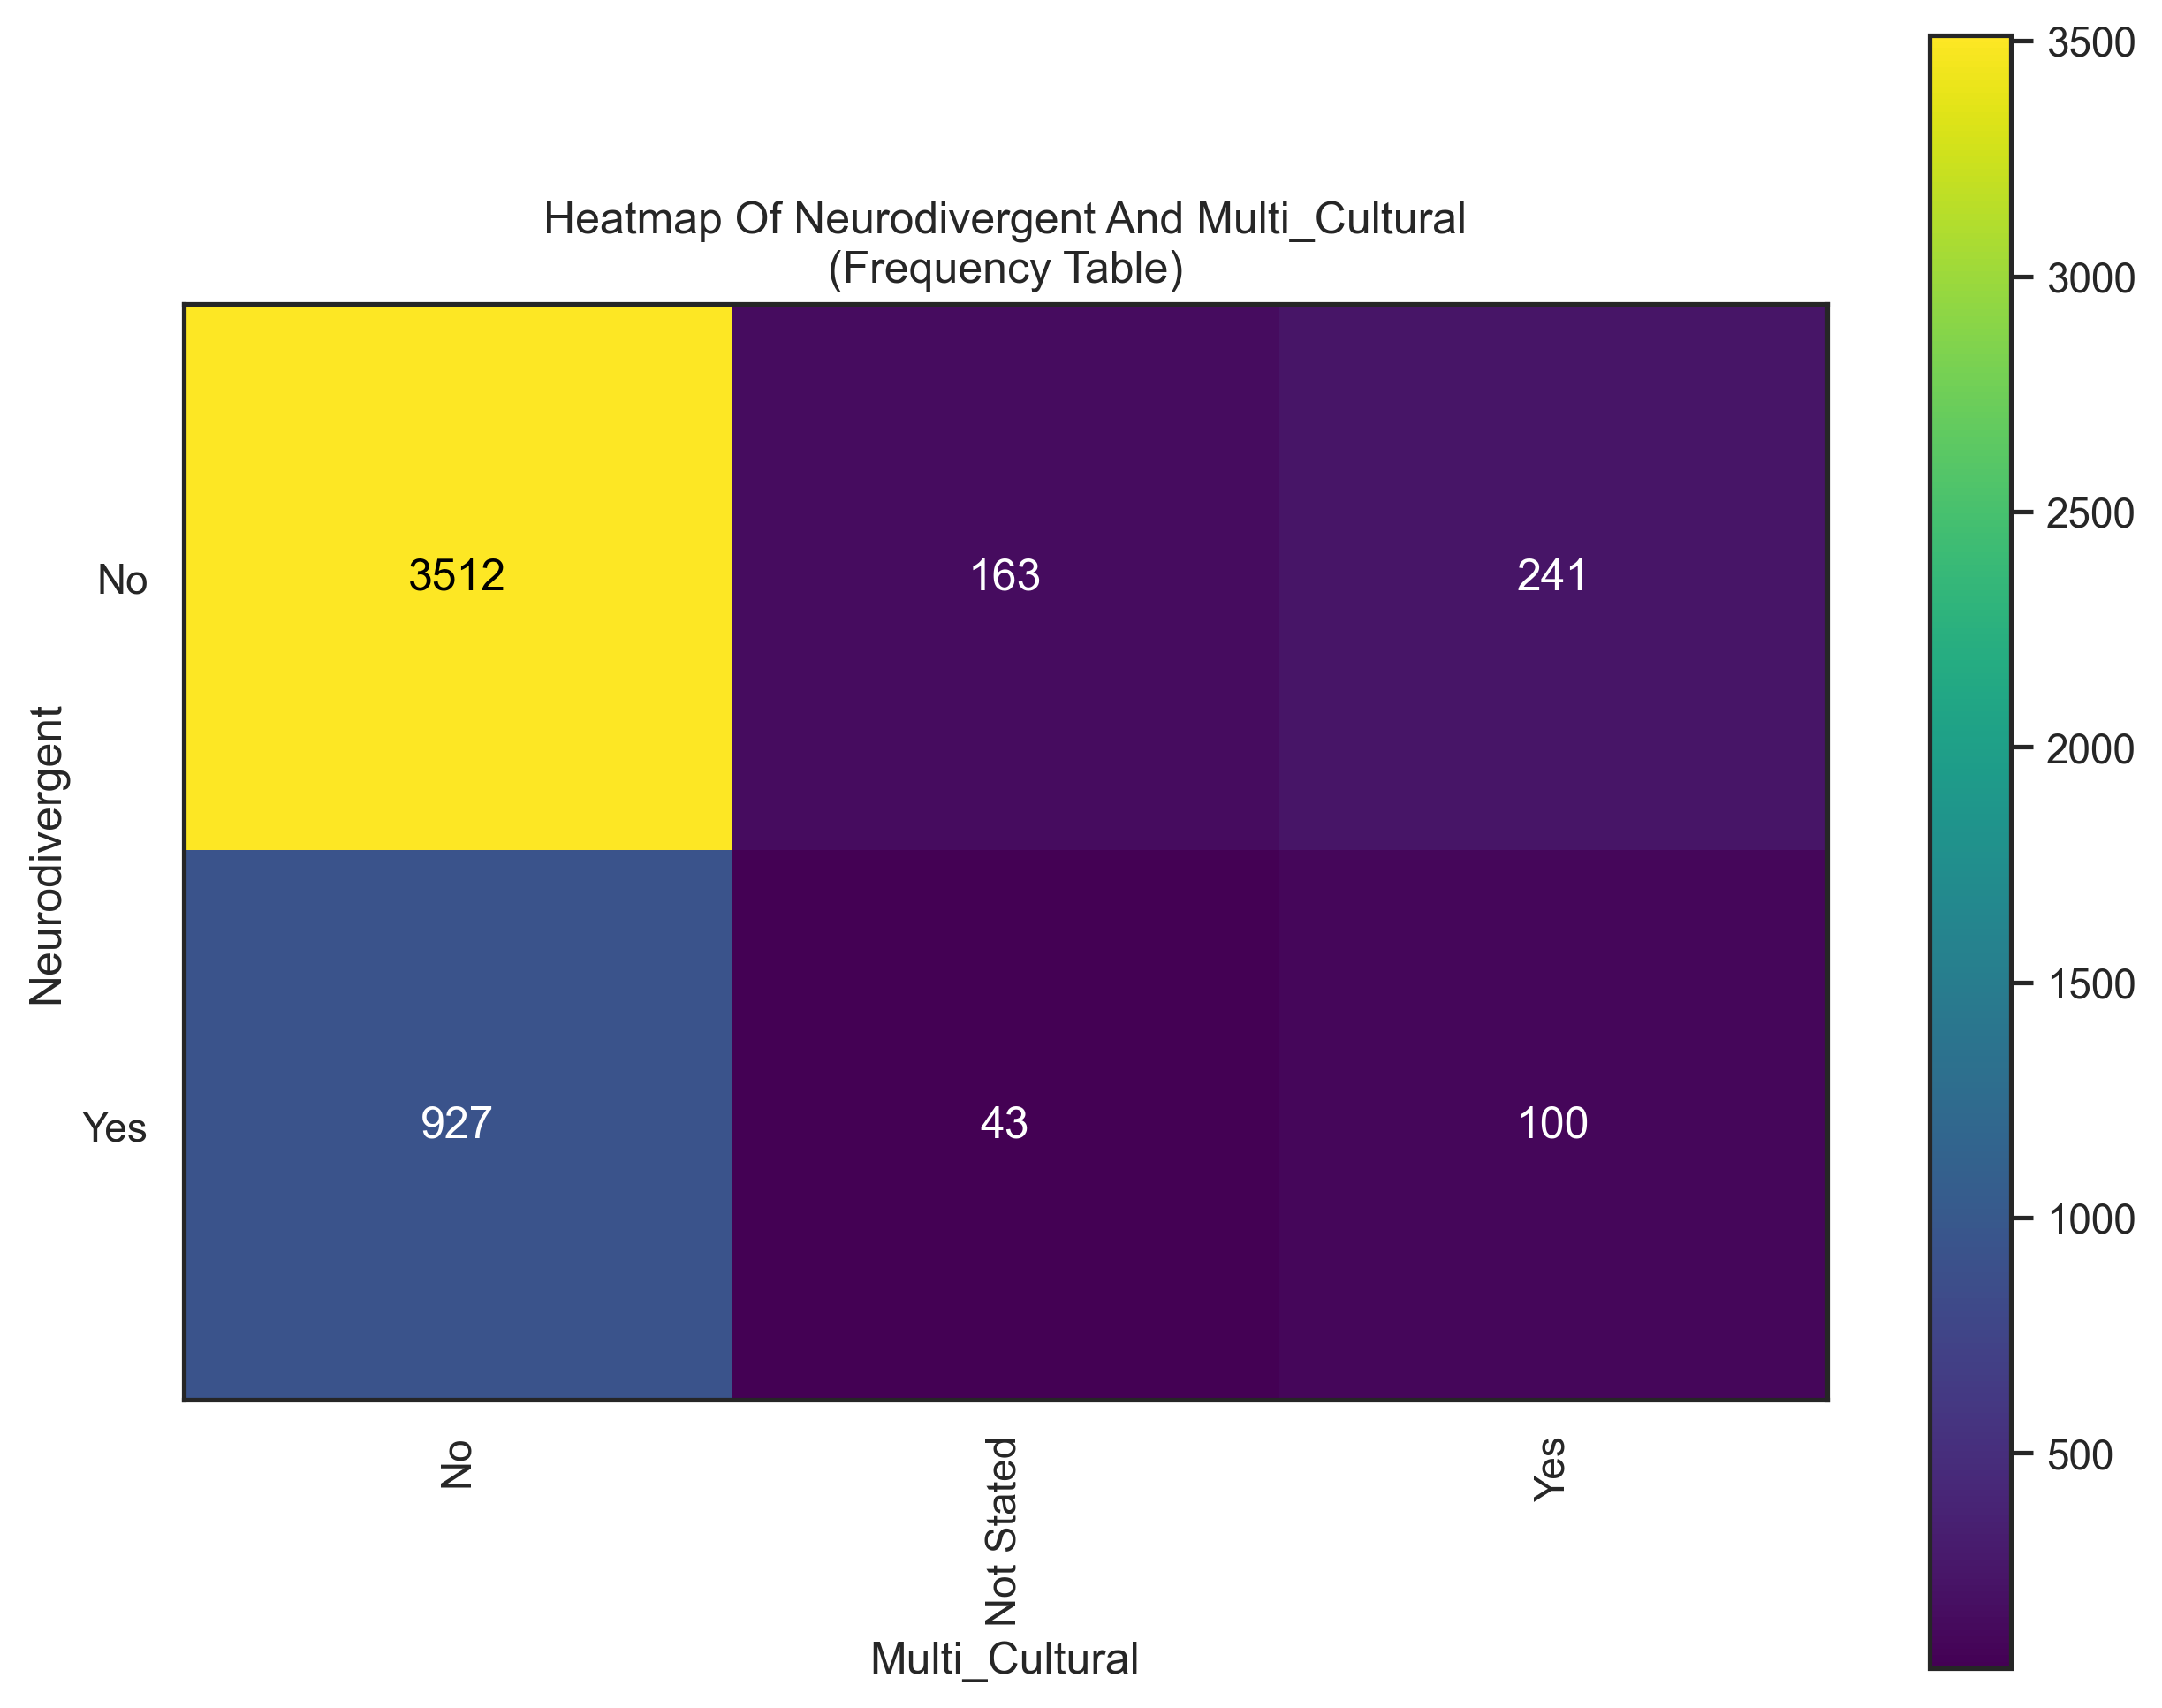 Heatmap Of Neurodivergent And Multi_Cultural
(Frequency Table)
Neurodivergent
No
3512
163
241
Yes
927
43
100
No
Not Stated
Yes
Multi_Cultural
3500
3000
2500
2000
1500
1000
500